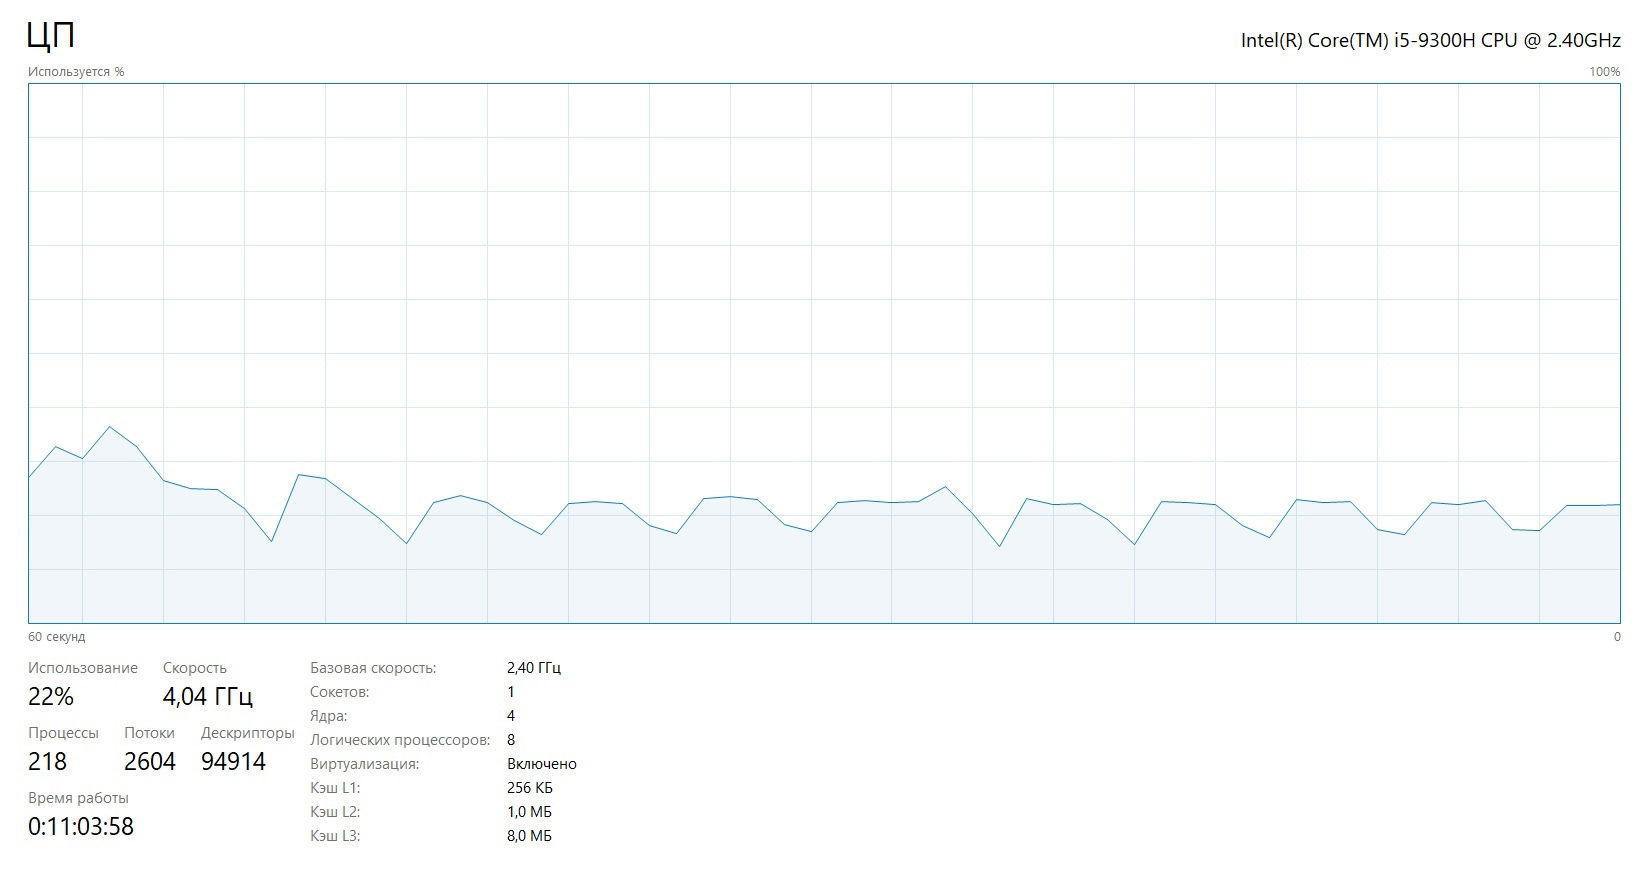 ЦП
Intel(R) Core(TM) i5-9300H CPU @ 2.40GHz
Используется %
100%
60 секунд
0
Использование
Скорость
22%
4,04 ГГц
Процессы
Потоки
Дескрипторы
218
2604
94914
Время работы
0:11:03:58
Базовая скорость: 2,40 ГГц
Сокетов: 1
Ядра: 4
Логических процессоров: 8
Виртуализация: Включено
Кэш L1: 256 КБ
Кэш L2: 1,0 МБ
Кэш L3: 8,0 МБ